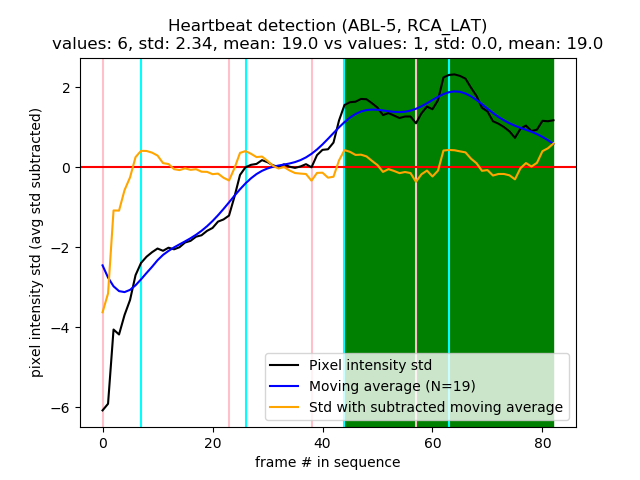 Heartbeat detection (ABL-5, RCA_LAT)
values: 6, std: 2.34, mean: 19.0 vs values: 1, std: 0.0, mean: 19.0
pixel intensity std (avg std subtracted)
2
0
−2
−4
−6
Pixel intensity std
Moving average (N=19)
Std with subtracted moving average
0 20 40 60 80
frame # in sequence